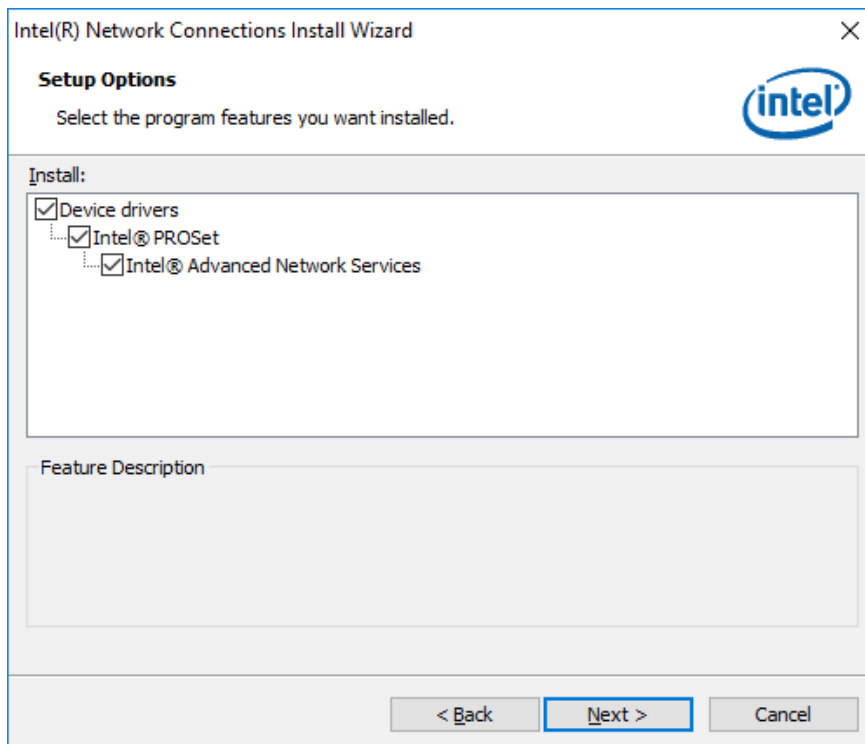 Intel(R) Network Connections Install Wizard
Setup Options
Select the program features you want installed.
intel
Install:
Device drivers
Intel® PROSet
Intel® Advanced Network Services
Feature Description
< Back
Next >
Cancel